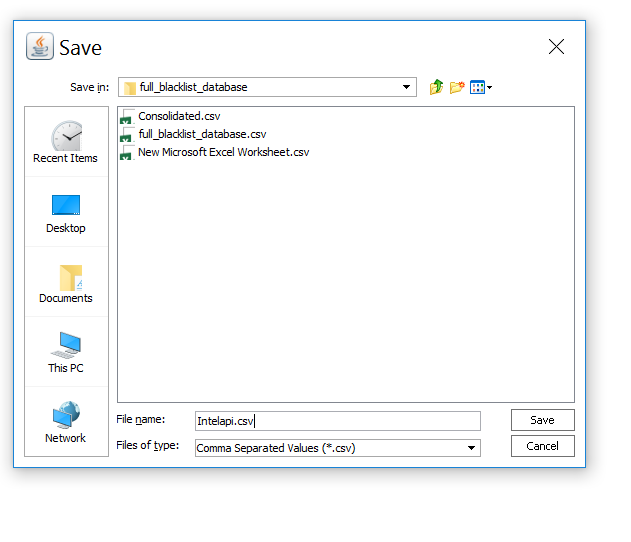 Save
Save in: full_blacklist_database
Consolidated.csv
full_blacklist_database.csv
New Microsoft Excel Worksheet.csv
Recent Items
Desktop
Documents
This PC
Network
File name: Intelapi.csv Save
Files of type: Comma Separated Values (*.csv) Cancel